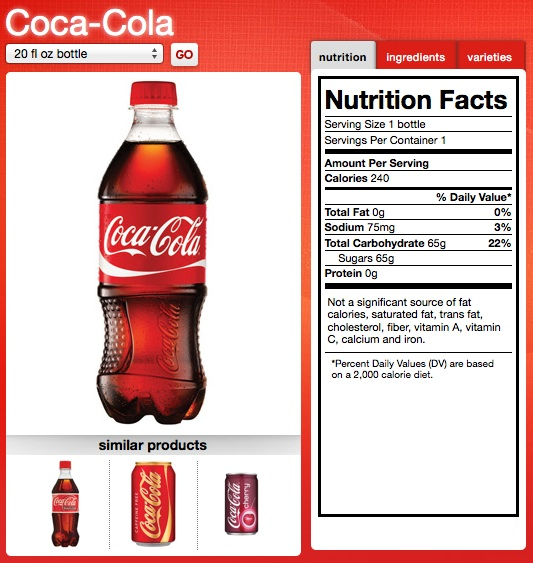 Coca-Cola
20 fl oz bottle
GO
nutrition
ingredients
varieties
Coca-Cola
Coca-Cola
similar products
Coca-Cola
CAFFEINE FREE
Coca-Cola
Coca-Cola
cherry
Nutrition Facts
Serving Size 1 bottle
Servings Per Container 1
Amount Per Serving
Calories 240
% Daily Value*
Total Fat 0g 0%
Sodium 75mg 3%
Total Carbohydrate 65g 22%
Sugars 65g
Protein 0g
Not a significant source of fat
calories, saturated fat, trans fat,
cholesterol, fiber, vitamin A, vitamin
C, calcium and iron.
*Percent Daily Values (DV) are based
on a 2,000 calorie diet.